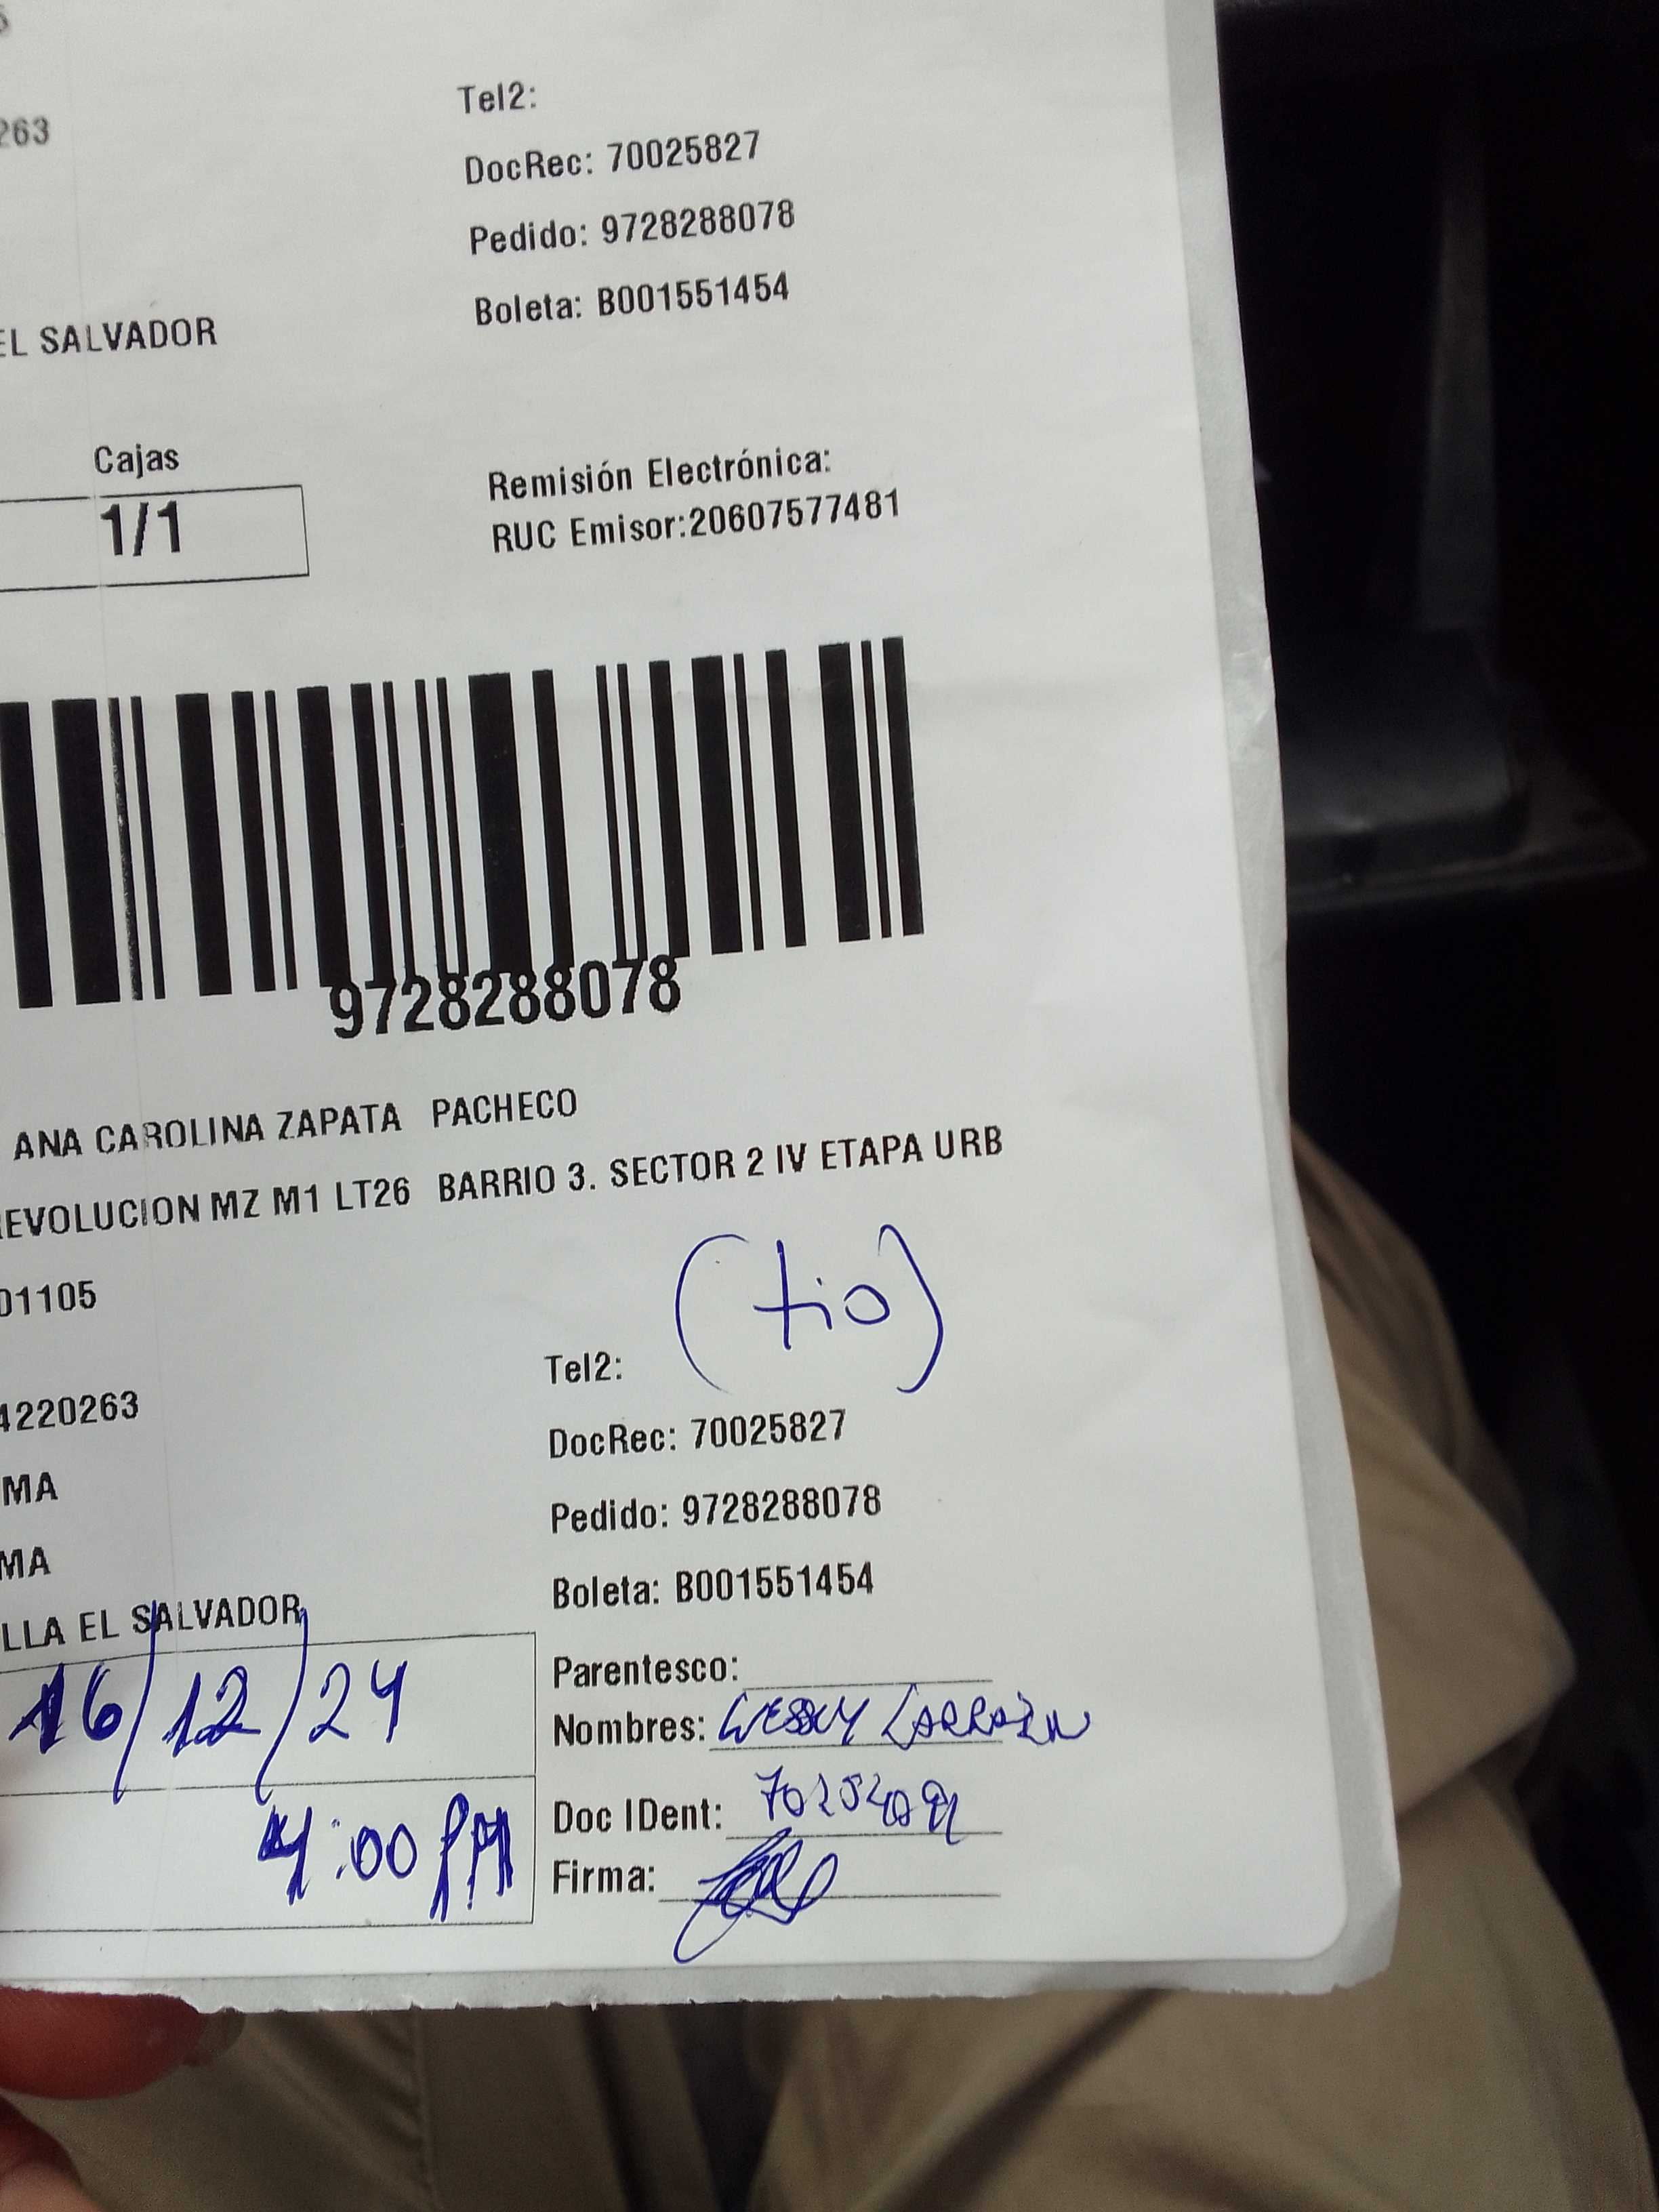 263
Tel2:
DocRec: 70025827
Pedido: 9728288078
Boleta: B001551454
EL SALVADOR
Cajas
1/1
Remisión Electrónica:
RUC Emisor:20607577481
9728288078
ANA CAROLINA ZAPATA PACHECO
REVOLUCION MZ M1 LT26 BARRIO 3. SECTOR 2 IV ETAPA URB
(tio)
01105
Tel2:
4220263
DocRec: 70025827
MA
Pedido: 9728288078
MA
Boleta: B001551454
LLA EL SALVADOR
16/12/24
Parentesco:
Nombres:
4:00 PM
Doc IDent:
Firma: